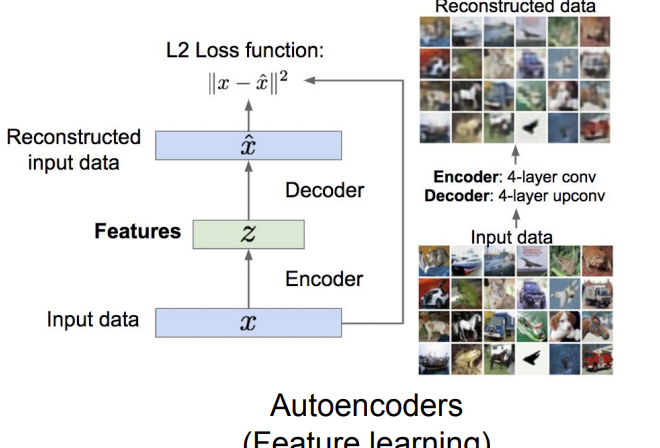 Reconstructed data
L2 Loss function:
‖x − x̂‖²
Reconstructed
input data
x̂
Decoder
Encoder: 4-layer conv
Decoder: 4-layer upconv
Features
z
Input data
Encoder
Input data
x
Autoencoders
(Feature learning)